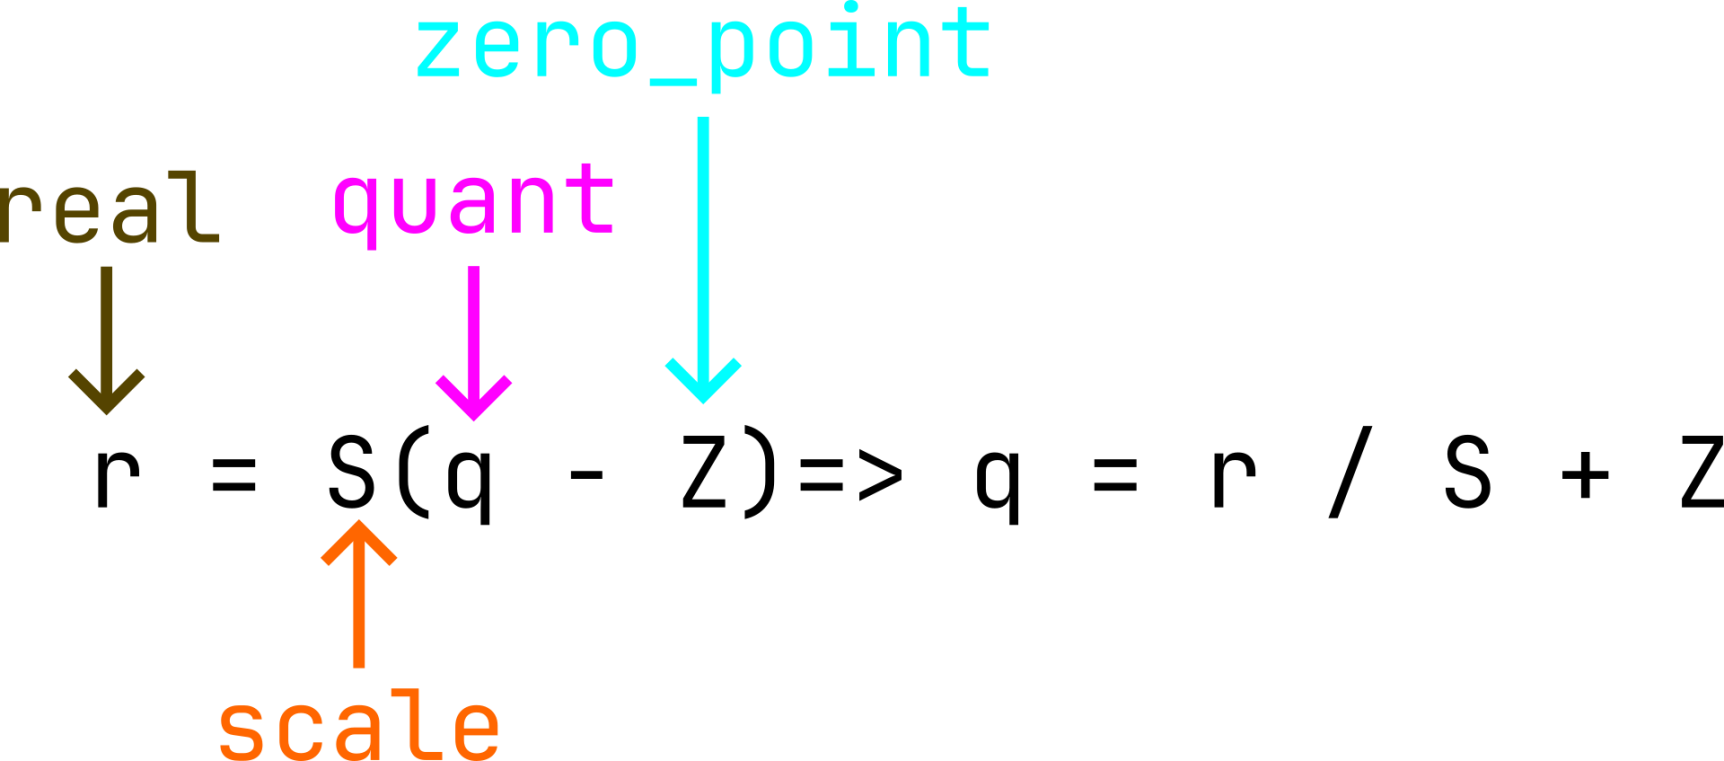 zero_point
real quant
r = S(q - Z)=> q = r / S + Z
scale